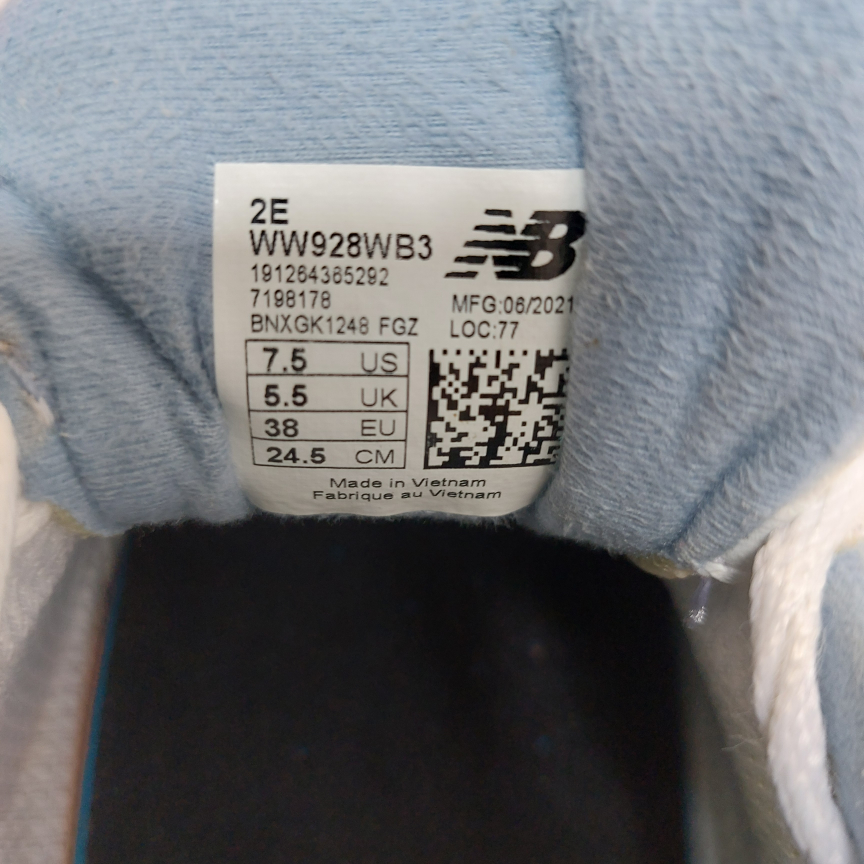 2E
WW928WB3
191264365292
7198178
BNXGK1248 FGZ
NB
MFG:06/2021
LOC:77
7.5 US
5.5 UK
38 EU
24.5 CM
Made in Vietnam
Fabrique au Vietnam